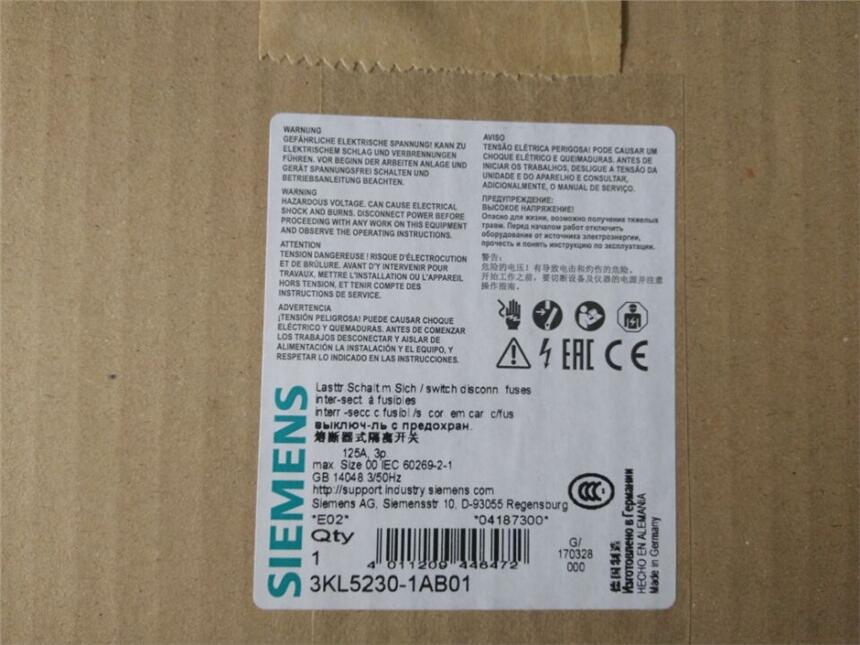 WARNUNG
GEFÄHRLICHE ELEKTRISCHE SPANNUNG! KANN ZU
ELEKTRISCHEM SCHLAG UND VERBRENNUNGEN
FÜHREN. VOR BEGINN DER ARBEITEN ANLAGE UND
GERÄT SPANNUNGSFREI SCHALTEN UND
BETRIEBSANLEITUNG BEACHTEN.
WARNING
HAZARDOUS VOLTAGE. CAN CAUSE ELECTRICAL
SHOCK AND BURNS. DISCONNECT POWER BEFORE
PROCEEDING WITH ANY WORK ON THIS EQUIPMENT
AND OBSERVE THE OPERATING INSTRUCTIONS.
ATTENTION
TENSION DANGEREUSE! RISQUE D'ÉLECTROCUTION
ET DE BRÛLURE. AVANT D'Y INTERVENIR POUR
TRAVAUX, METTRE L'INSTALLATION OU L'APPAREIL
HORS TENSION, ET TENIR COMPTE DES
INSTRUCTIONS DE SERVICE.
ADVERTENCIA
¡TENSIÓN PELIGROSA! PUEDE CAUSAR CHOQUE
ELÉCTRICO Y QUEMADURAS. ANTES DE COMENZAR
LOS TRABAJOS DESCONECTAR Y AISLAR DE
ALIMENTACIÓN LA INSTALACIÓN Y EL EQUIPO, Y
RESPETAR LO INDICADO EN LAS INSTRUCCIONES.
AVISO
TENSÃO ELÉTRICA PERIGOSA! PODE CAUSAR UM
CHOQUE ELÉTRICO E QUEIMADURAS. ANTES DE
INICIAR OS TRABALHOS, DESLIGUE A TENSÃO DA
UNIDADE E DO APARELHO E CONSULTAR,
ADICIONALMENTE, O MANUAL DE SERVIÇO.
ПРЕДУПРЕЖДЕНИЕ:
ВЫСОКОЕ НАПРЯЖЕНИЕ!
Опасно для жизни, возможно получение тяжелых
травм. Перед началом работ отключить
оборудование от источника электроэнергии,
прочесть и понять инструкцию по эксплуатации.
警告:
危险的电压!有导致电击和灼伤的危险。
开始工作之前,要切断设备及仪器的电源并注意
操作指南。
EAC CE
SIEMENS
Lasttr Schalt m Sich / switch disconn fuses
inter-sect à fusibles
interr -secc c fusibl /s cor em car c/fus
выключ-ль с предохран.
熔断器式隔离开关
125A, 3p
max Size 00 IEC 60269-2-1
GB 14048 3/50Hz
http://support industry siemens com
Siemens AG, Siemensstr 10, D-93055 Regensburg
CCC
*E02* *04187300*
Qty
1
4 011209 446472
3KL5230-1AB01
G/
170328
000
德国制造
Изготовлено в Германии
HECHO EN ALEMANIA
Made in Germany